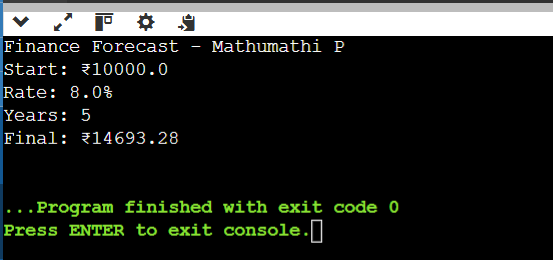 Finance Forecast - Mathumathi P
Start: ₹10000.0
Rate: 8.0%
Years: 5
Final: ₹14693.28
...Program finished with exit code 0
Press ENTER to exit console.